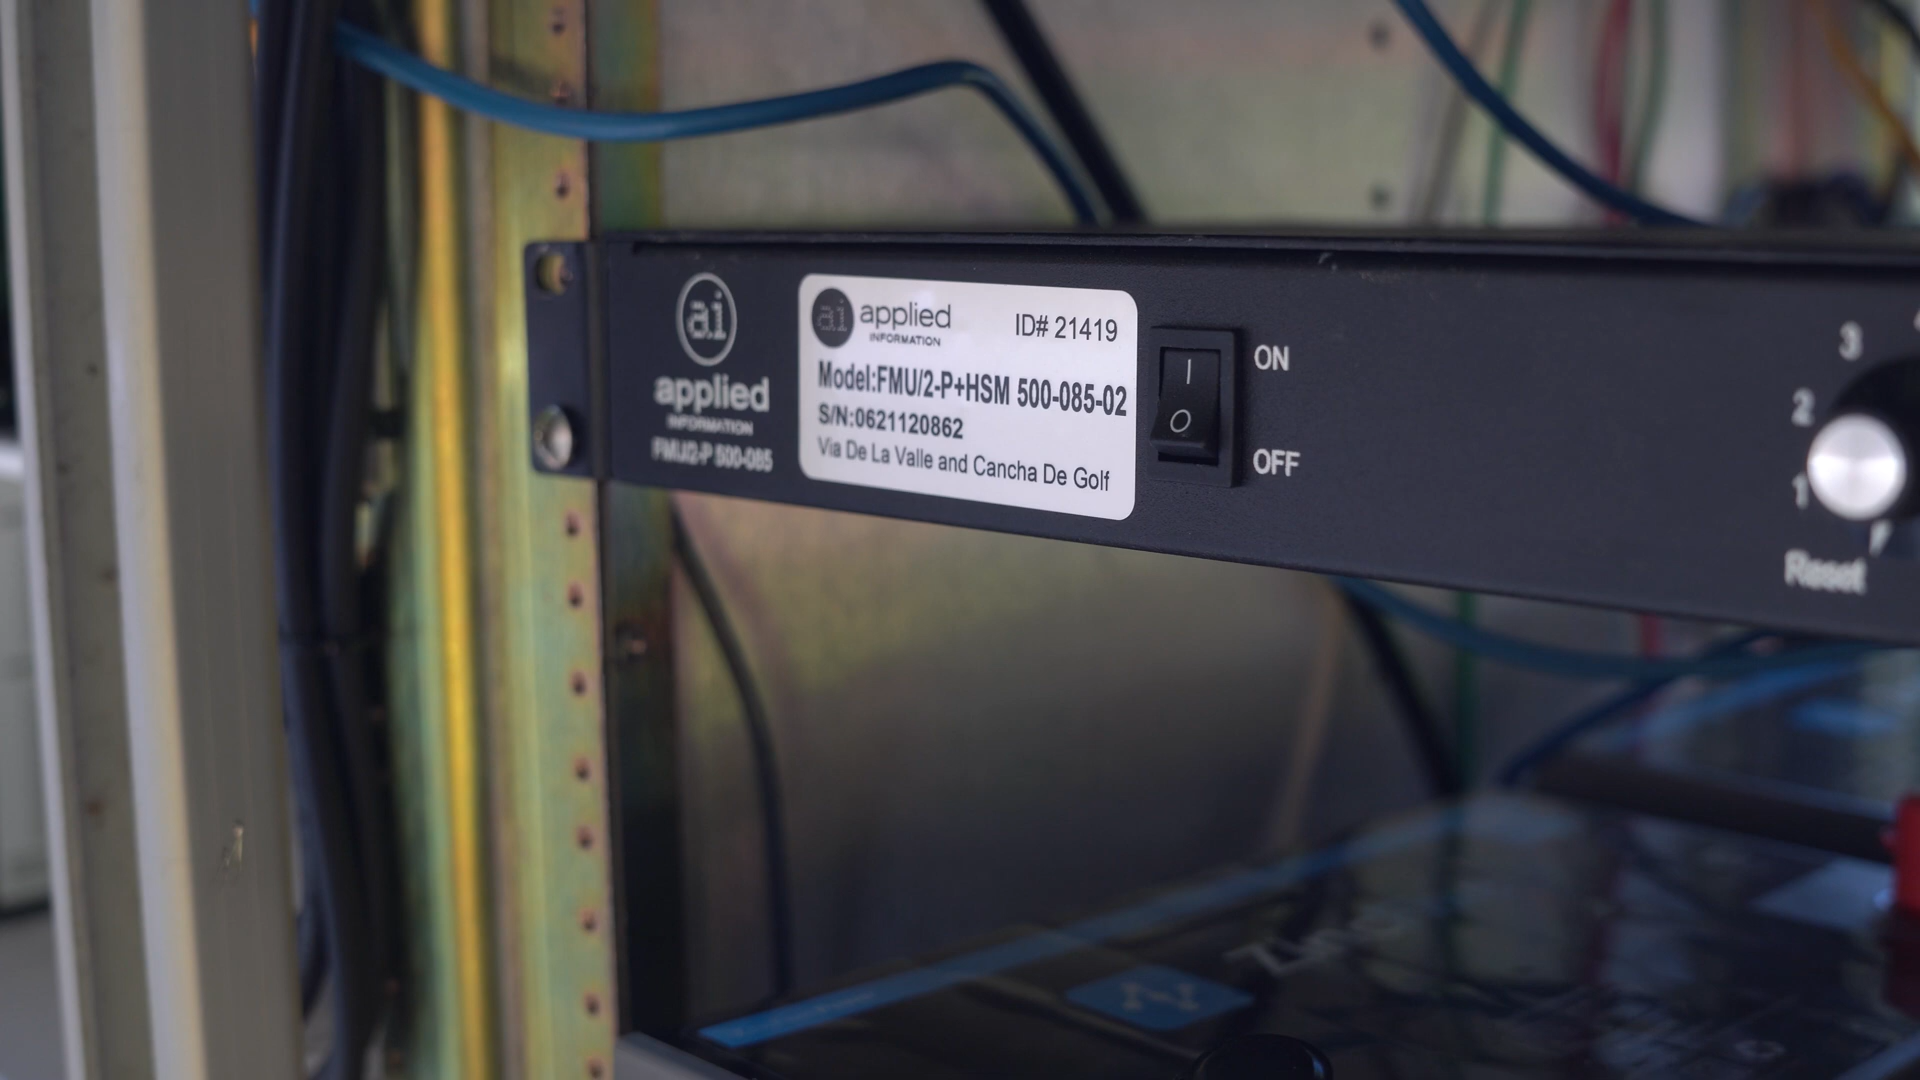 ai
applied
INFORMATION
FMU/2-P 500-085
ai applied
INFORMATION
ID# 21419
Model:FMU/2-P+HSM 500-085-02
S/N:0621120862
Via De La Valle and Cancha De Golf
I
O
ON
OFF
3
2
1
Reset